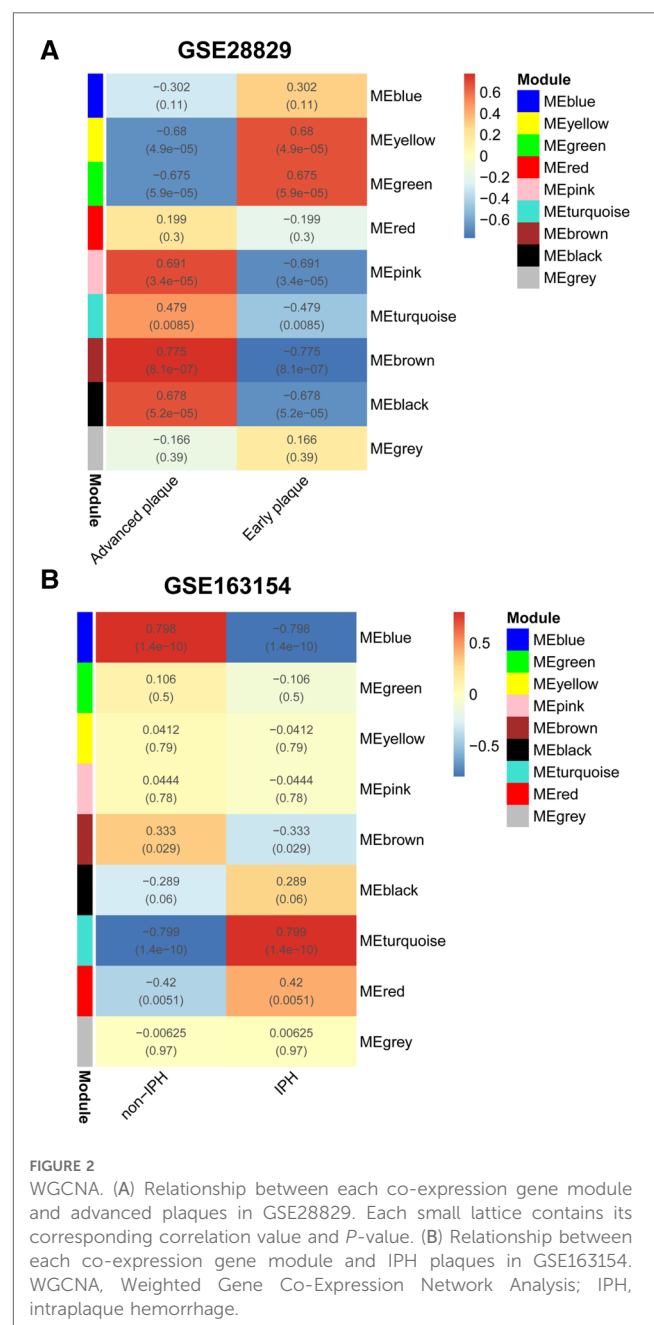 A
GSE28829
−0.302
(0.11)
0.302
(0.11)
MEblue
−0.68
(4.9e−05)
0.68
(4.9e−05)
MEyellow
−0.675
(5.9e−05)
0.675
(5.9e−05)
MEgreen
0.199
(0.3)
−0.199
(0.3)
MEred
0.691
(3.4e−05)
−0.691
(3.4e−05)
MEpink
0.479
(0.0085)
−0.479
(0.0085)
MEturquoise
0.775
(8.1e−07)
−0.775
(8.1e−07)
MEbrown
0.678
(5.2e−05)
−0.678
(5.2e−05)
MEblack
−0.166
(0.39)
0.166
(0.39)
MEgrey
Module
Advanced plaque
Early plaque
0.6
0.4
0.2
0
−0.2
−0.4
−0.6
Module
MEblue
MEyellow
MEgreen
MEred
MEpink
MEturquoise
MEbrown
MEblack
MEgrey
B
GSE163154
0.798
(1.4e−10)
−0.798
(1.4e−10)
MEblue
0.106
(0.5)
−0.106
(0.5)
MEgreen
0.0412
(0.79)
−0.0412
(0.79)
MEyellow
0.0444
(0.78)
−0.0444
(0.78)
MEpink
0.333
(0.029)
−0.333
(0.029)
MEbrown
−0.289
(0.06)
0.289
(0.06)
MEblack
−0.799
(1.4e−10)
0.799
(1.4e−10)
MEturquoise
−0.42
(0.0051)
0.42
(0.0051)
MEred
−0.00625
(0.97)
0.00625
(0.97)
MEgrey
Module
non−IPH
IPH
0.5
0
−0.5
Module
MEblue
MEgreen
MEyellow
MEpink
MEbrown
MEblack
MEturquoise
MEred
MEgrey
FIGURE 2
WGCNA. (A) Relationship between each co-expression gene module
and advanced plaques in GSE28829. Each small lattice contains its
corresponding correlation value and P-value. (B) Relationship between
each co-expression gene module and IPH plaques in GSE163154.
WGCNA, Weighted Gene Co-Expression Network Analysis; IPH,
intraplaque hemorrhage.